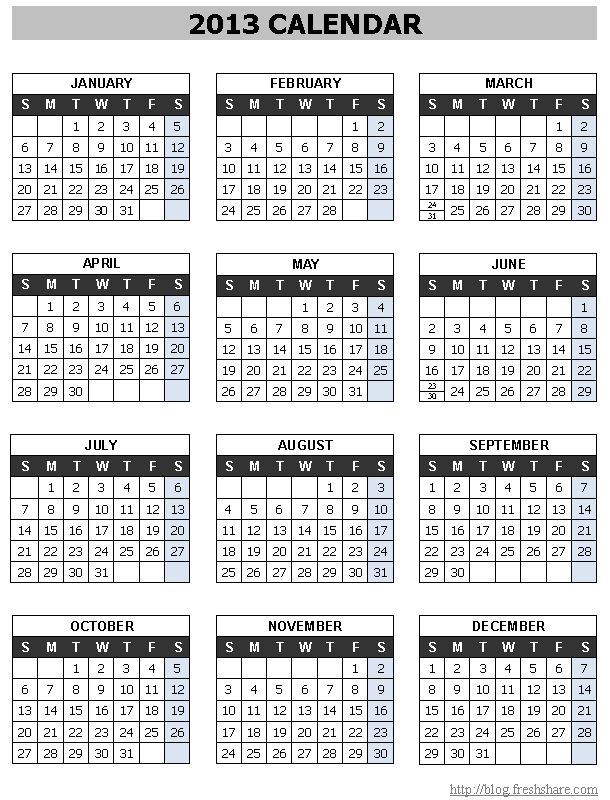 2013 CALENDAR
JANUARY FEBRUARY MARCH
S M T W T F S S M T W T F S S M T W T F S
1 2 3 4 5 1 2 1 2
6 7 8 9 10 11 12 3 4 5 6 7 8 9 3 4 5 6 7 8 9
13 14 15 16 17 18 19 10 11 12 13 14 15 16 10 11 12 13 14 15 16
20 21 22 23 24 25 26 17 18 19 20 21 22 23 17 18 19 20 21 22 23
27 28 29 30 31 24 25 26 27 28 24 31 25 26 27 28 29 30
APRIL MAY JUNE
S M T W T F S S M T W T F S S M T W T F S
1 2 3 4 5 6 1 2 3 4 1
7 8 9 10 11 12 13 5 6 7 8 9 10 11 2 3 4 5 6 7 8
14 15 16 17 18 19 20 12 13 14 15 16 17 18 9 10 11 12 13 14 15
21 22 23 24 25 26 27 19 20 21 22 23 24 25 16 17 18 19 20 21 22
28 29 30 26 27 28 29 30 31 23 30 24 25 26 27 28 29
JULY AUGUST SEPTEMBER
S M T W T F S S M T W T F S S M T W T F S
1 2 3 4 5 6 1 2 3 1 2 3 4 5 6 7
7 8 9 10 11 12 13 4 5 6 7 8 9 10 8 9 10 11 12 13 14
14 15 16 17 18 19 20 11 12 13 14 15 16 17 15 16 17 18 19 20 21
21 22 23 24 25 26 27 18 19 20 21 22 23 24 22 23 24 25 26 27 28
28 29 30 31 25 26 27 28 29 30 31 29 30
OCTOBER NOVEMBER DECEMBER
S M T W T F S S M T W T F S S M T W T F S
1 2 3 4 5 1 2 1 2 3 4 5 6 7
6 7 8 9 10 11 12 3 4 5 6 7 8 9 8 9 10 11 12 13 14
13 14 15 16 17 18 19 10 11 12 13 14 15 16 15 16 17 18 19 20 21
20 21 22 23 24 25 26 17 18 19 20 21 22 23 22 23 24 25 26 27 28
27 28 29 30 31 24 25 26 27 28 29 30 29 30 31
http://blog.freshshare.com